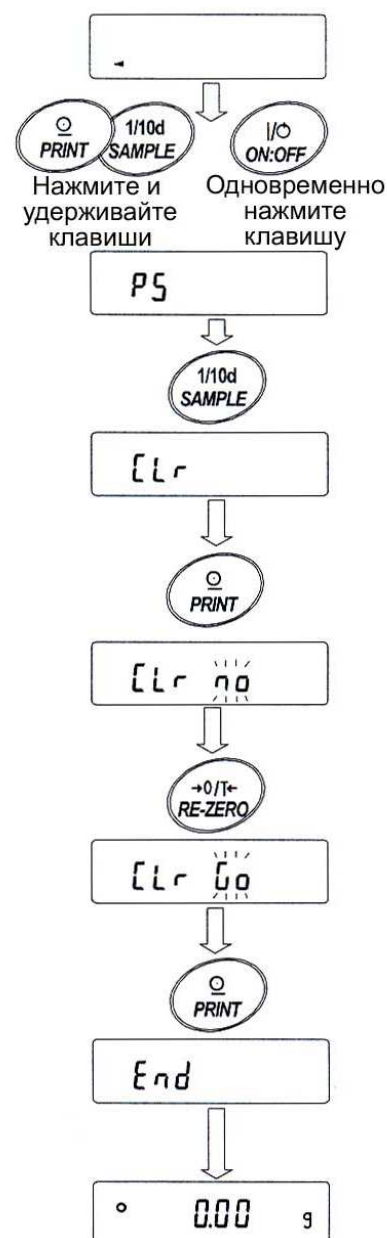 PRINT
1/10d
SAMPLE
ON:OFF
Нажмите и
удерживайте
клавиши
Одновременно
нажмите
клавишу
PS
1/10d
SAMPLE
CLr
PRINT
CLr no
→0/T←
RE-ZERO
CLr Go
PRINT
End
0.00 g